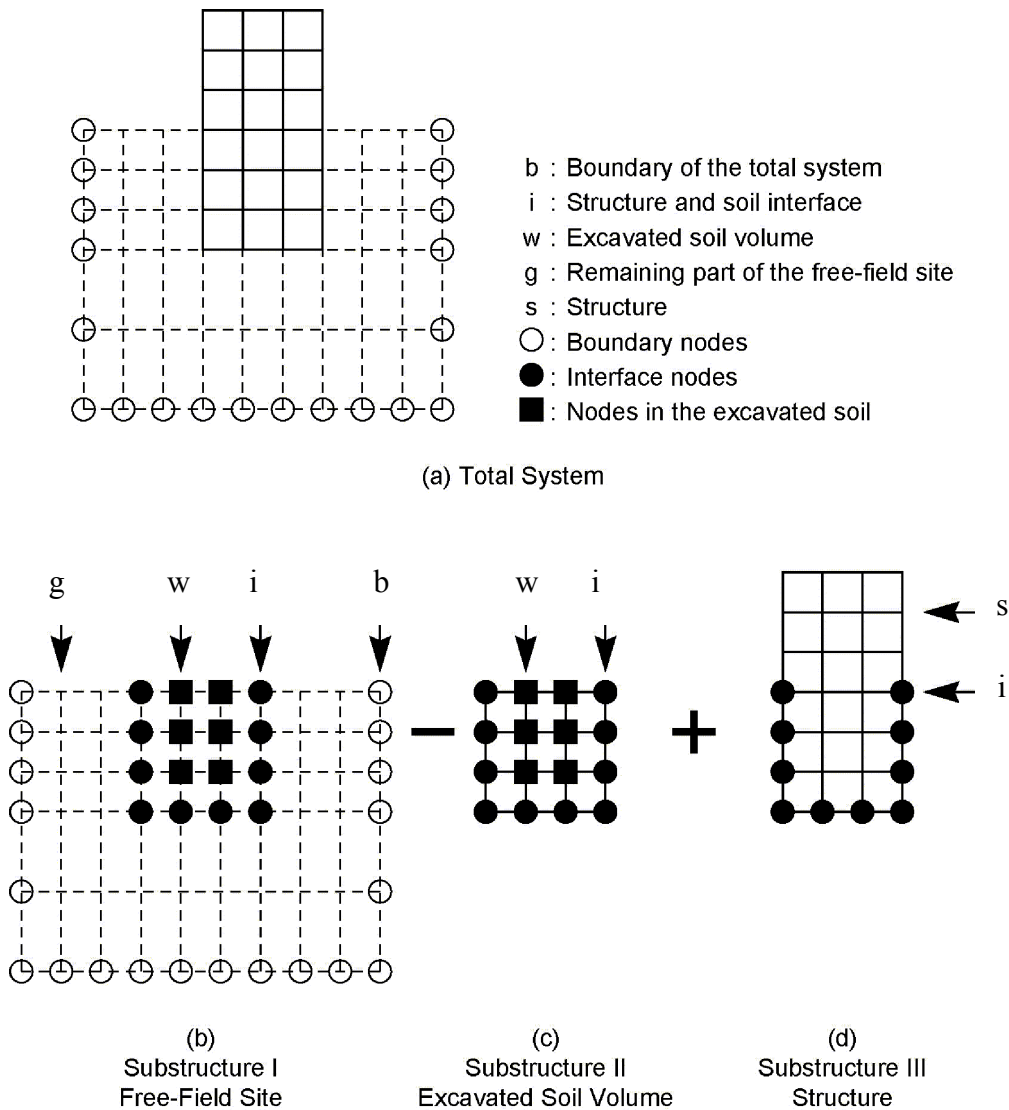 b : Boundary of the total system
i : Structure and soil interface
w : Excavated soil volume
g : Remaining part of the free-field site
s : Structure
: Boundary nodes
: Interface nodes
: Nodes in the excavated soil
(a) Total System
g w i b w i
s
i
(b) (c) (d)
Substructure I Substructure II Substructure III
Free-Field Site Excavated Soil Volume Structure